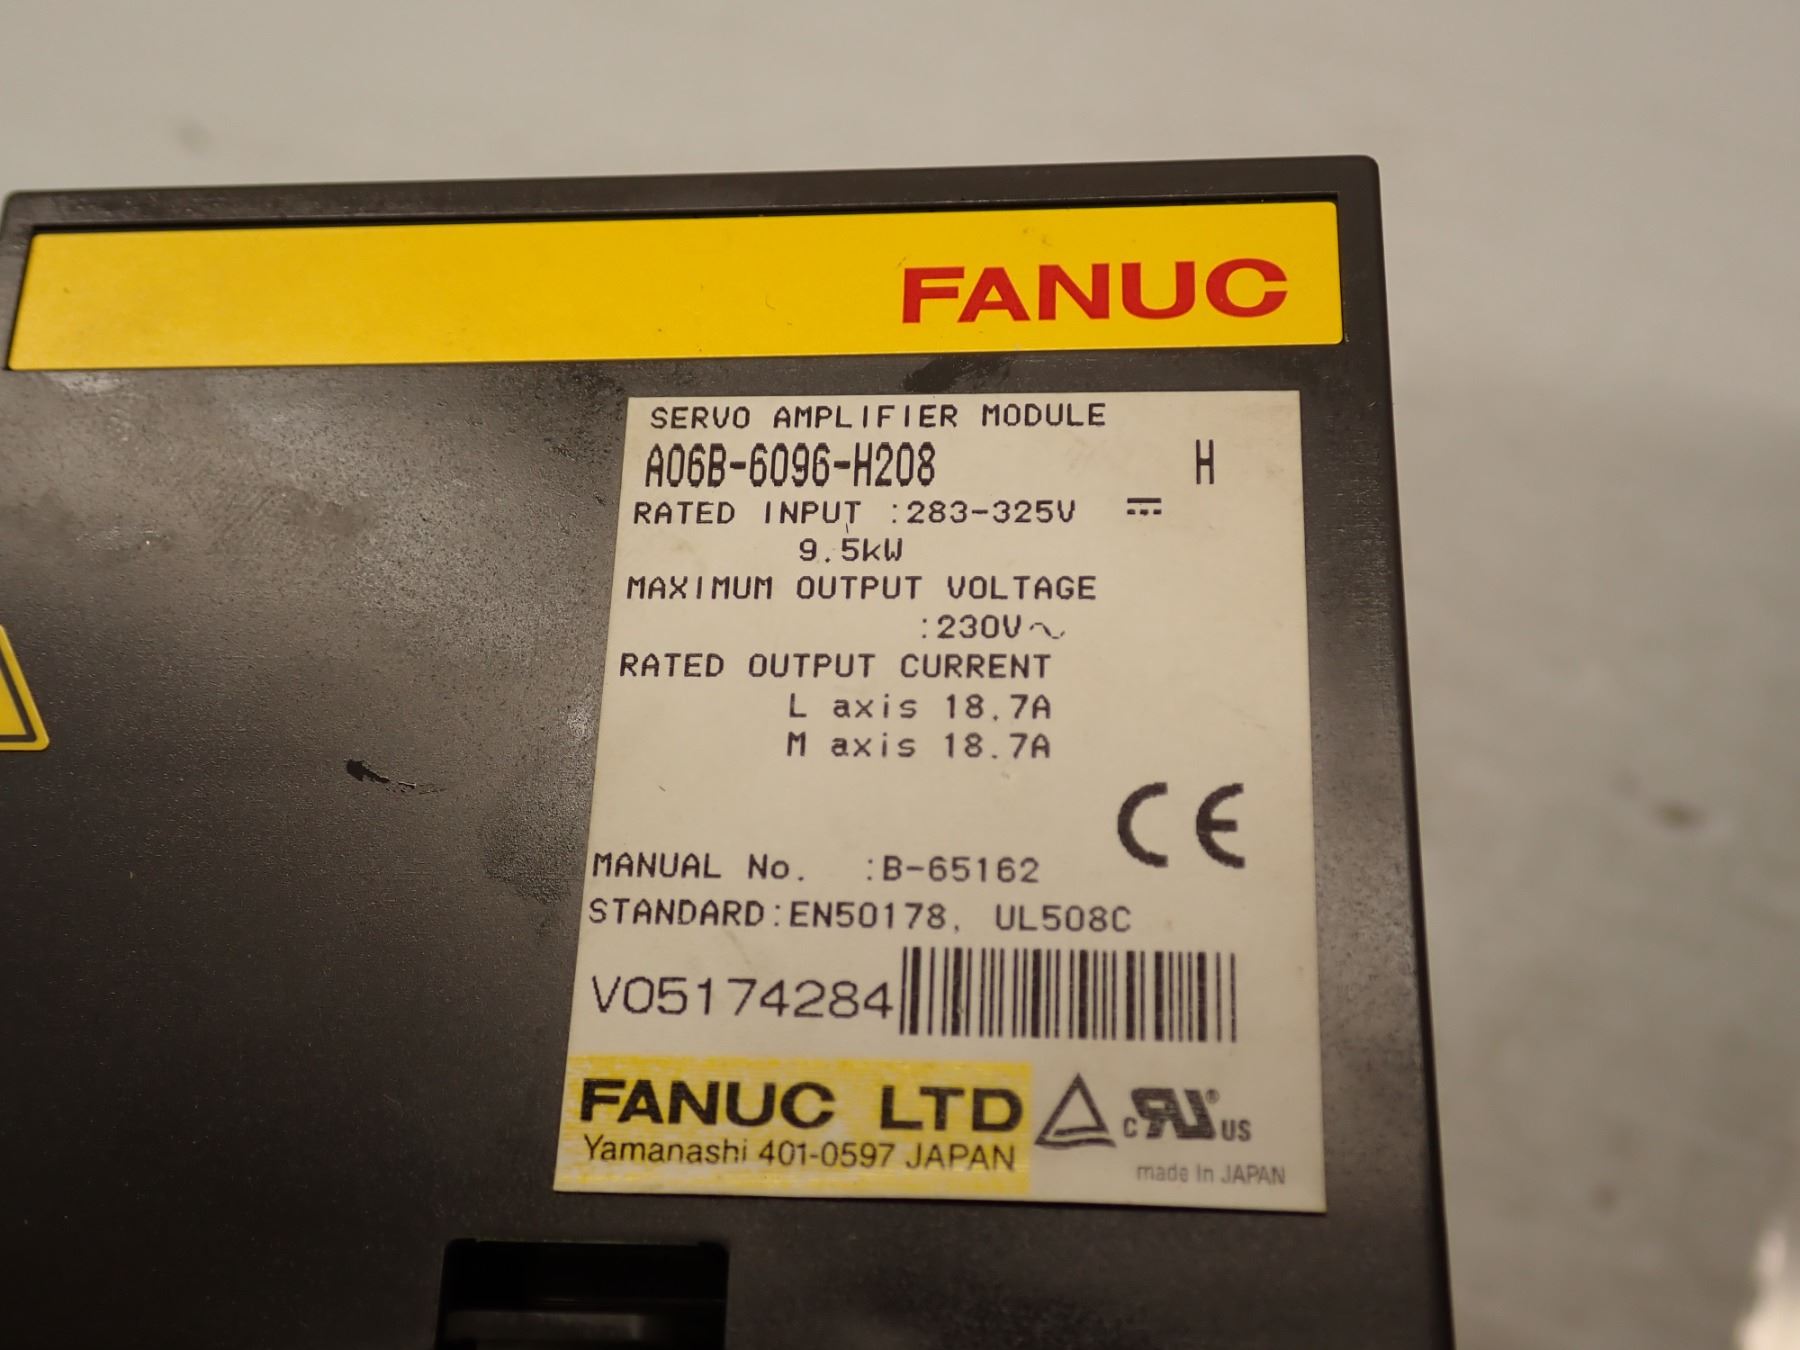 FANUC
SERVO AMPLIFIER MODULE
A06B-6096-H208 H
RATED INPUT :283-325V ⎓
9.5kW
MAXIMUM OUTPUT VOLTAGE
:230V~
RATED OUTPUT CURRENT
L axis 18.7A
M axis 18.7A
CE
MANUAL No. :B-65162
STANDARD:EN50178, UL508C
V05174284
FANUC LTD
Yamanashi 401-0597 JAPAN
c RU ® US
made in JAPAN